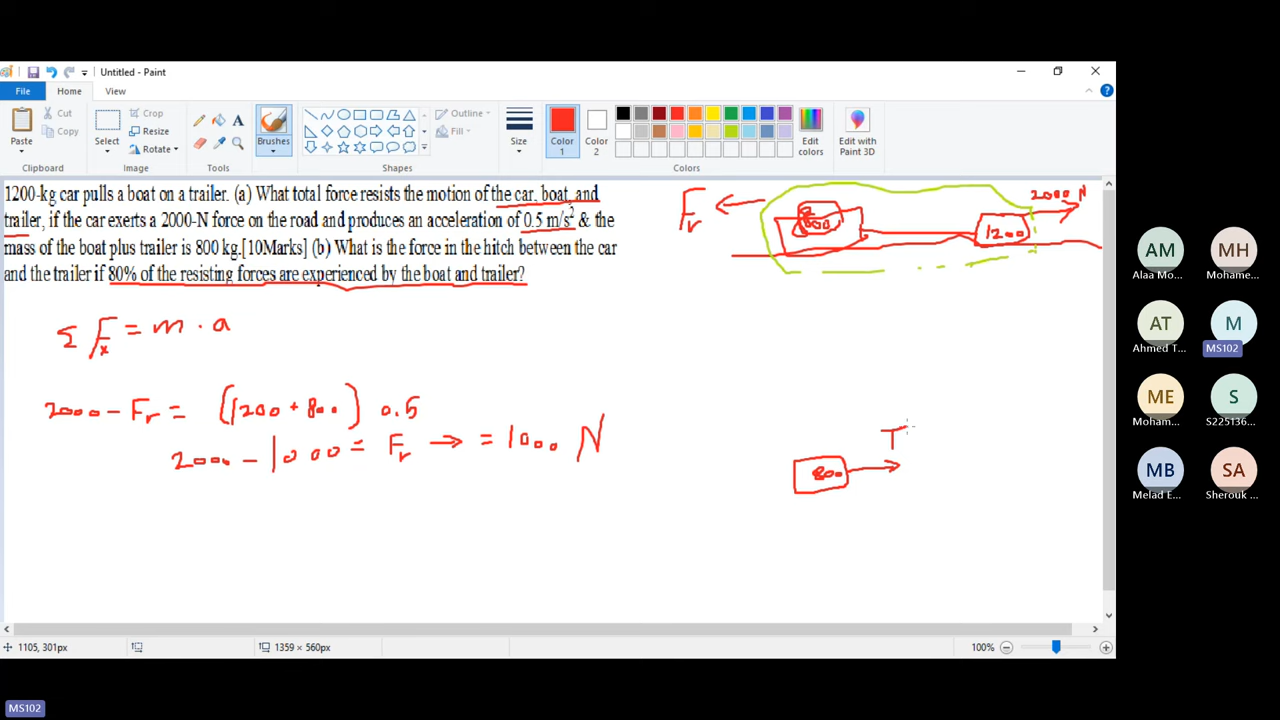 Untitled - Paint
File Home View
Paste
Cut
Copy
Clipboard
Select
Crop
Resize
Rotate
Image
Tools
Brushes
Outline
Fill
Shapes
Size
Color 1
Color 2
Edit colors
Edit with Paint 3D
Colors
1200-kg car pulls a boat on a trailer. (a) What total force resists the motion of the car, boat, and
trailer, if the car exerts a 2000-N force on the road and produces an acceleration of 0.5 m/s² & the
mass of the boat plus trailer is 800 kg.[10Marks] (b) What is the force in the hitch between the car
and the trailer if 80% of the resisting forces are experienced by the boat and trailer?
Fr
800
1200
2000 N
Σ Fx = m . a
2000 - Fr = (1200 + 800) 0.5
2000 - 1000 = Fr → = 1000 N
T
800
1105, 301px
1359 × 560px
100%
AM
Alaa Mo...
MH
Mohame...
AT
Ahmed T...
M
MS102
ME
Moham...
S
S225136...
MB
Melad E...
SA
Sherouk ...
MS102